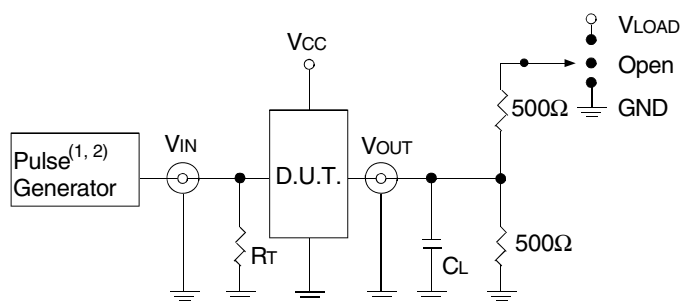 VLOAD
VCC
Open
500Ω
GND
VIN
VOUT
Pulse(1, 2)
Generator
D.U.T.
RT
CL
500Ω